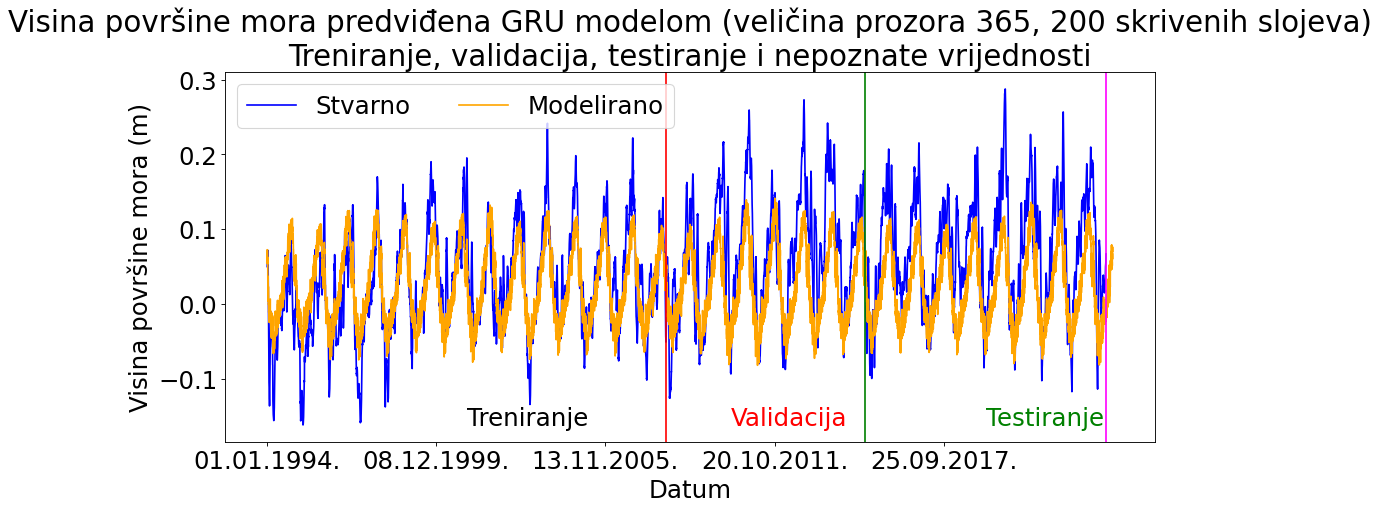 Visina površine mora predviđena GRU modelom (veličina prozora 365, 200 skrivenih slojeva)
Treniranje, validacija, testiranje i nepoznate vrijednosti
Stvarno
Modelirano
Visina površine mora (m)
0.3
0.2
0.1
0.0
−0.1
Treniranje
Validacija
Testiranje
01.01.1994.
08.12.1999.
13.11.2005.
20.10.2011.
25.09.2017.
Datum